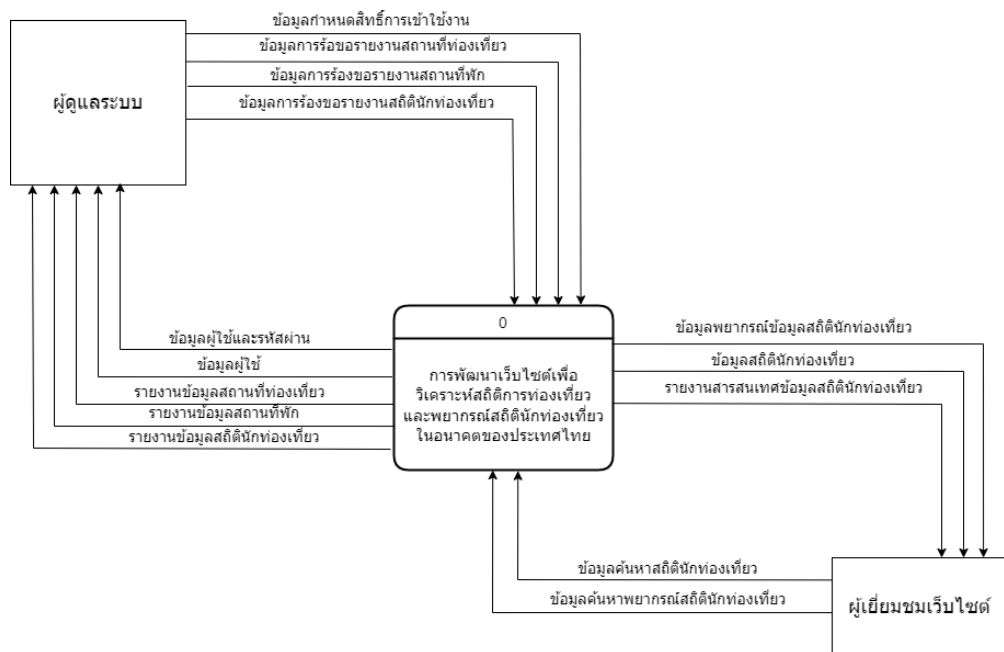 ข้อมูลกำหนดสิทธิ์การเข้าใช้งาน
ข้อมูลการร้อขอรายงานสถานที่ท่องเที่ยว
ข้อมูลการร้องขอรายงานสถานที่พัก
ข้อมูลการร้องขอรายงานสถิตินักท่องเที่ยว
ผู้ดูแลระบบ
0
การพัฒนาเว็บไซต์เพื่อ
วิเคราะห์สถิติการท่องเที่ยว
และพยากรณ์สถิตินักท่องเที่ยว
ในอนาคตของประเทศไทย
ข้อมูลผู้ใช้และรหัสผ่าน
ข้อมูลผู้ใช้
รายงานข้อมูลสถานที่ท่องเที่ยว
รายงานข้อมูลสถานที่พัก
รายงานข้อมูลสถิตินักท่องเที่ยว
ข้อมูลพยากรณ์ข้อมูลสถิตินักท่องเที่ยว
ข้อมูลสถิตินักท่องเที่ยว
รายงานสารสนเทศข้อมูลสถิตินักท่องเที่ยว
ข้อมูลค้นหาสถิตินักท่องเที่ยว
ข้อมูลค้นหาพยากรณ์สถิตินักท่องเที่ยว
ผู้เยี่ยมชมเว็บไซต์